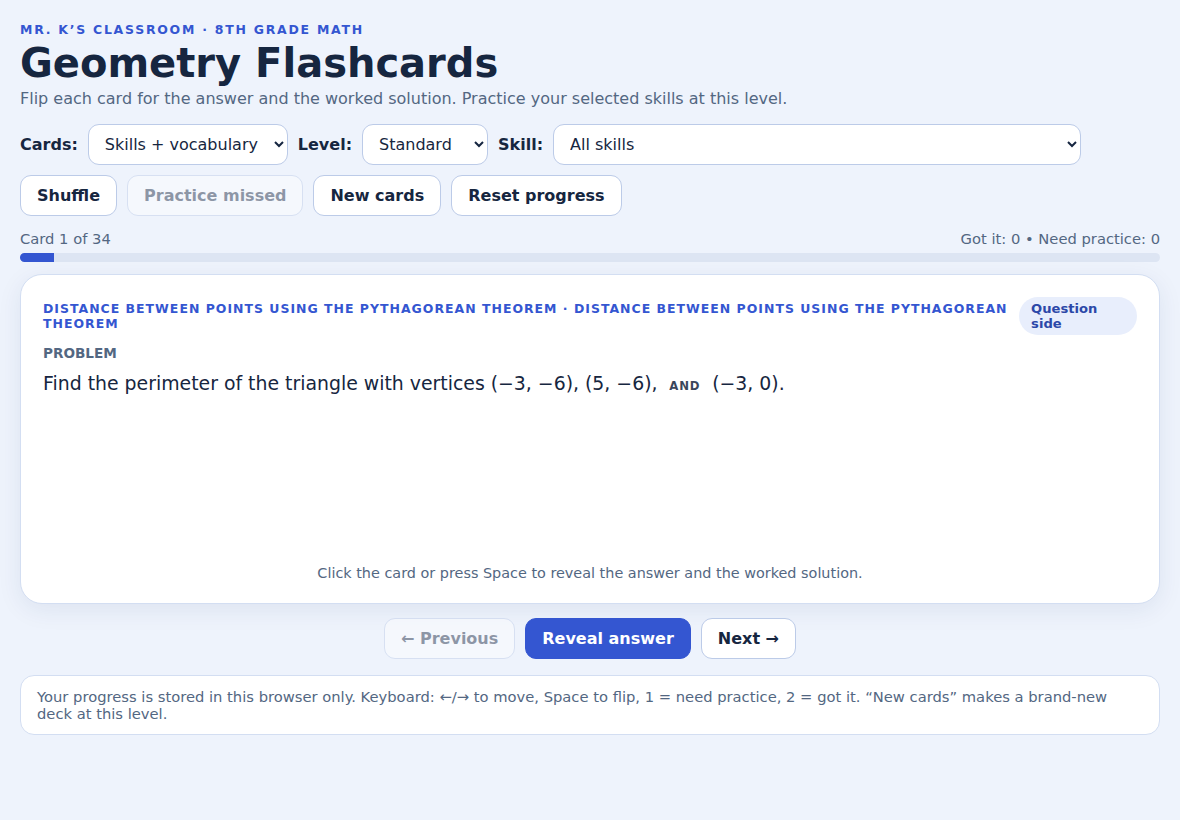 MR. K’S CLASSROOM · 8TH GRADE MATH
Geometry Flashcards
Flip each card for the answer and the worked solution. Practice your selected skills at this level.
Cards: Skills + vocabulary Level: Standard Skill: All skills
Shuffle Practice missed New cards Reset progress
Card 1 of 34 Got it: 0 • Need practice: 0
DISTANCE BETWEEN POINTS USING THE PYTHAGOREAN THEOREM · DISTANCE BETWEEN POINTS USING THE PYTHAGOREAN
THEOREM
Question
side
PROBLEM
Find the perimeter of the triangle with vertices (−3, −6), (5, −6), AND (−3, 0).
Click the card or press Space to reveal the answer and the worked solution.
← Previous Reveal answer Next →
Your progress is stored in this browser only. Keyboard: ←/→ to move, Space to flip, 1 = need practice, 2 = got it. “New cards” makes a brand-new
deck at this level.